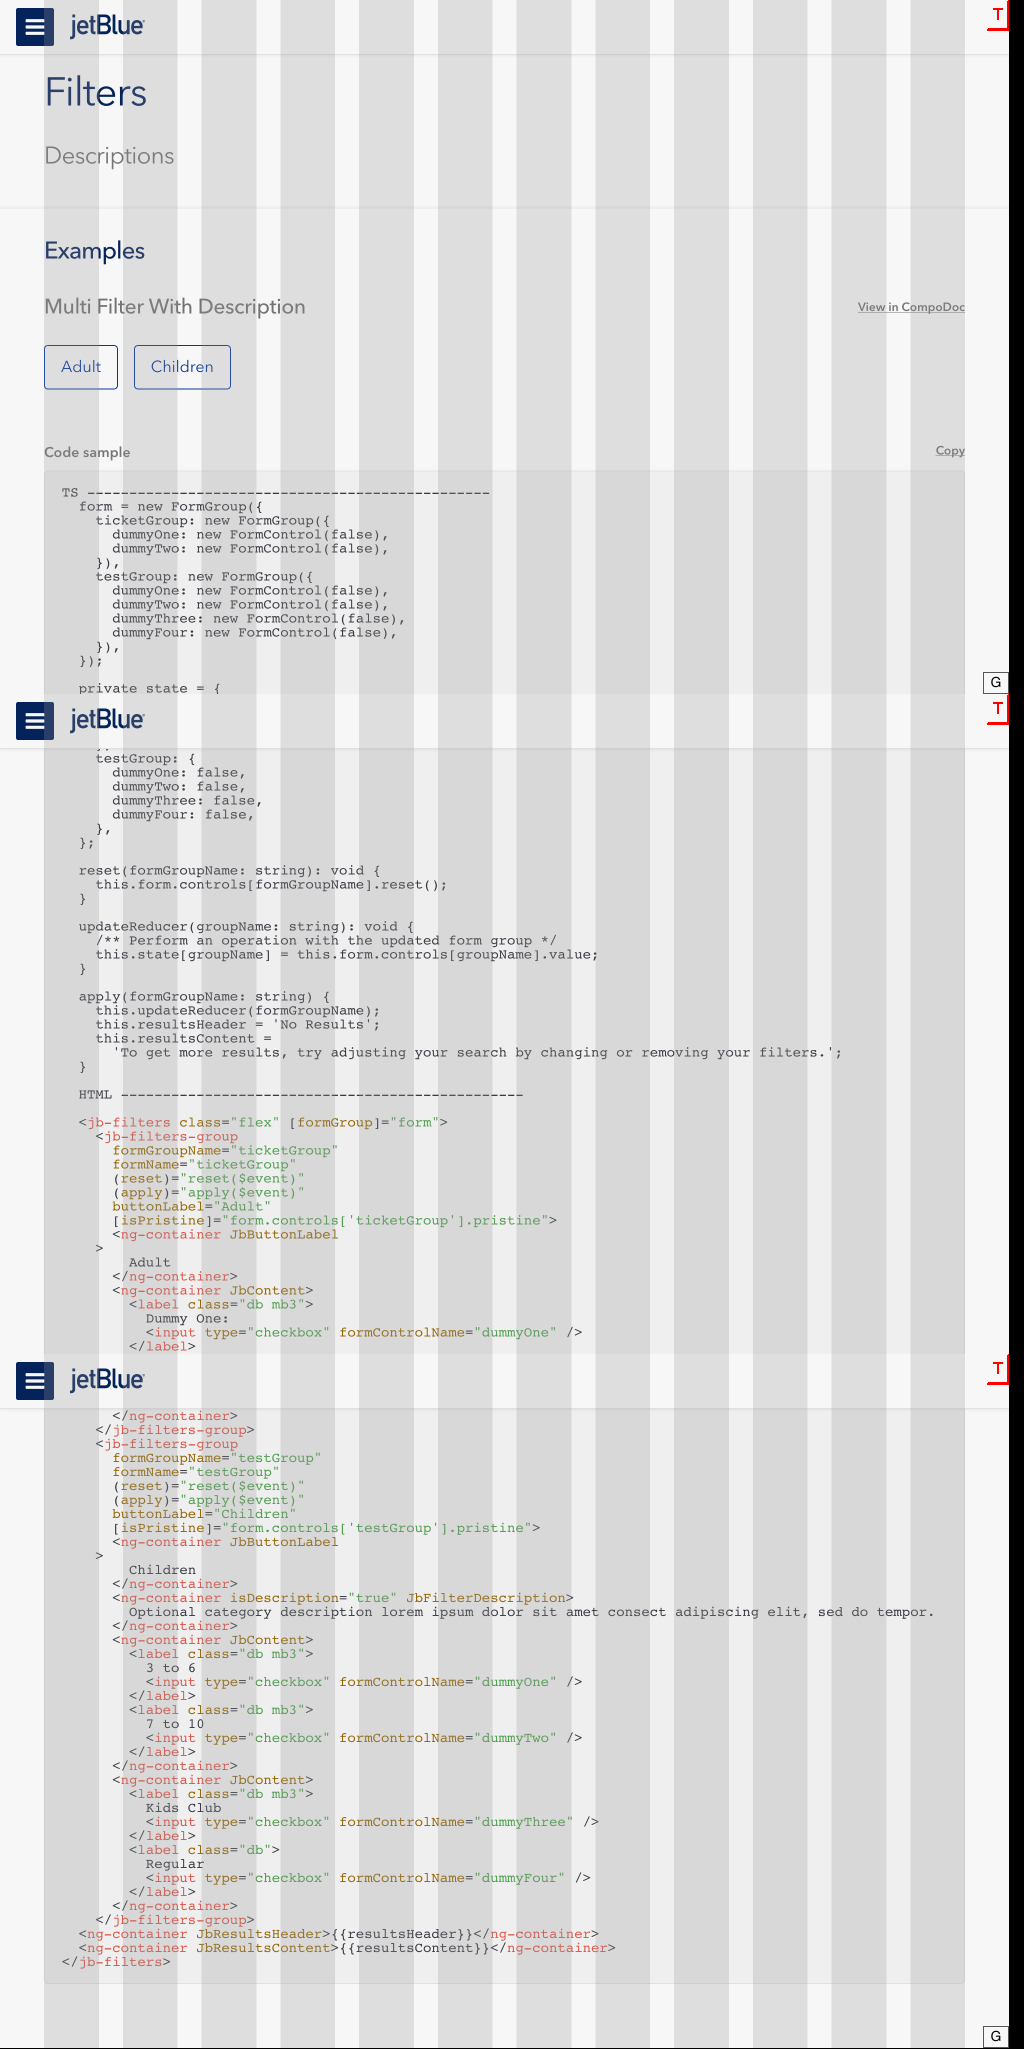 jetBlue
T
Filters
Descriptions
Examples
Multi Filter With Description
View in CompoDoc
Adult
Children
Code sample
Copy
TS ------------------------------------------------
  form = new FormGroup({
    ticketGroup: new FormGroup({
      dummyOne: new FormControl(false),
      dummyTwo: new FormControl(false),
    }),
    testGroup: new FormGroup({
      dummyOne: new FormControl(false),
      dummyTwo: new FormControl(false),
      dummyThree: new FormControl(false),
      dummyFour: new FormControl(false),
    }),
  });
  private state = {
G
jetBlue
T
    testGroup: {
      dummyOne: false,
      dummyTwo: false,
      dummyThree: false,
      dummyFour: false,
    },
  };
  reset(formGroupName: string): void {
    this.form.controls[formGroupName].reset();
  }
  updateReducer(groupName: string): void {
    /** Perform an operation with the updated form group */
    this.state[groupName] = this.form.controls[groupName].value;
  }
  apply(formGroupName: string) {
    this.updateReducer(formGroupName);
    this.resultsHeader = 'No Results';
    this.resultsContent =
      'To get more results, try adjusting your search by changing or removing your filters.';
  }
  HTML ------------------------------------------------
  <jb-filters class="flex" [formGroup]="form">
    <jb-filters-group
      formGroupName="ticketGroup"
      formName="ticketGroup"
      (reset)="reset($event)"
      (apply)="apply($event)"
      buttonLabel="Adult"
      [isPristine]="form.controls['ticketGroup'].pristine">
      <ng-container JbButtonLabel
    >
        Adult
      </ng-container>
      <ng-container JbContent>
        <label class="db mb3">
          Dummy One:
          <input type="checkbox" formControlName="dummyOne" />
        </label>
jetBlue
T
      </ng-container>
    </jb-filters-group>
    <jb-filters-group
      formGroupName="testGroup"
      formName="testGroup"
      (reset)="reset($event)"
      (apply)="apply($event)"
      buttonLabel="Children"
      [isPristine]="form.controls['testGroup'].pristine">
      <ng-container JbButtonLabel
    >
        Children
      </ng-container>
      <ng-container isDescription="true" JbFilterDescription>
        Optional category description lorem ipsum dolor sit amet consect adipiscing elit, sed do tempor.
      </ng-container>
      <ng-container JbContent>
        <label class="db mb3">
          3 to 6
          <input type="checkbox" formControlName="dummyOne" />
        </label>
        <label class="db mb3">
          7 to 10
          <input type="checkbox" formControlName="dummyTwo" />
        </label>
      </ng-container>
      <ng-container JbContent>
        <label class="db mb3">
          Kids Club
          <input type="checkbox" formControlName="dummyThree" />
        </label>
        <label class="db">
          Regular
          <input type="checkbox" formControlName="dummyFour" />
        </label>
      </ng-container>
    </jb-filters-group>
  <ng-container JbResultsHeader>{{resultsHeader}}</ng-container>
  <ng-container JbResultsContent>{{resultsContent}}</ng-container>
</jb-filters>
G